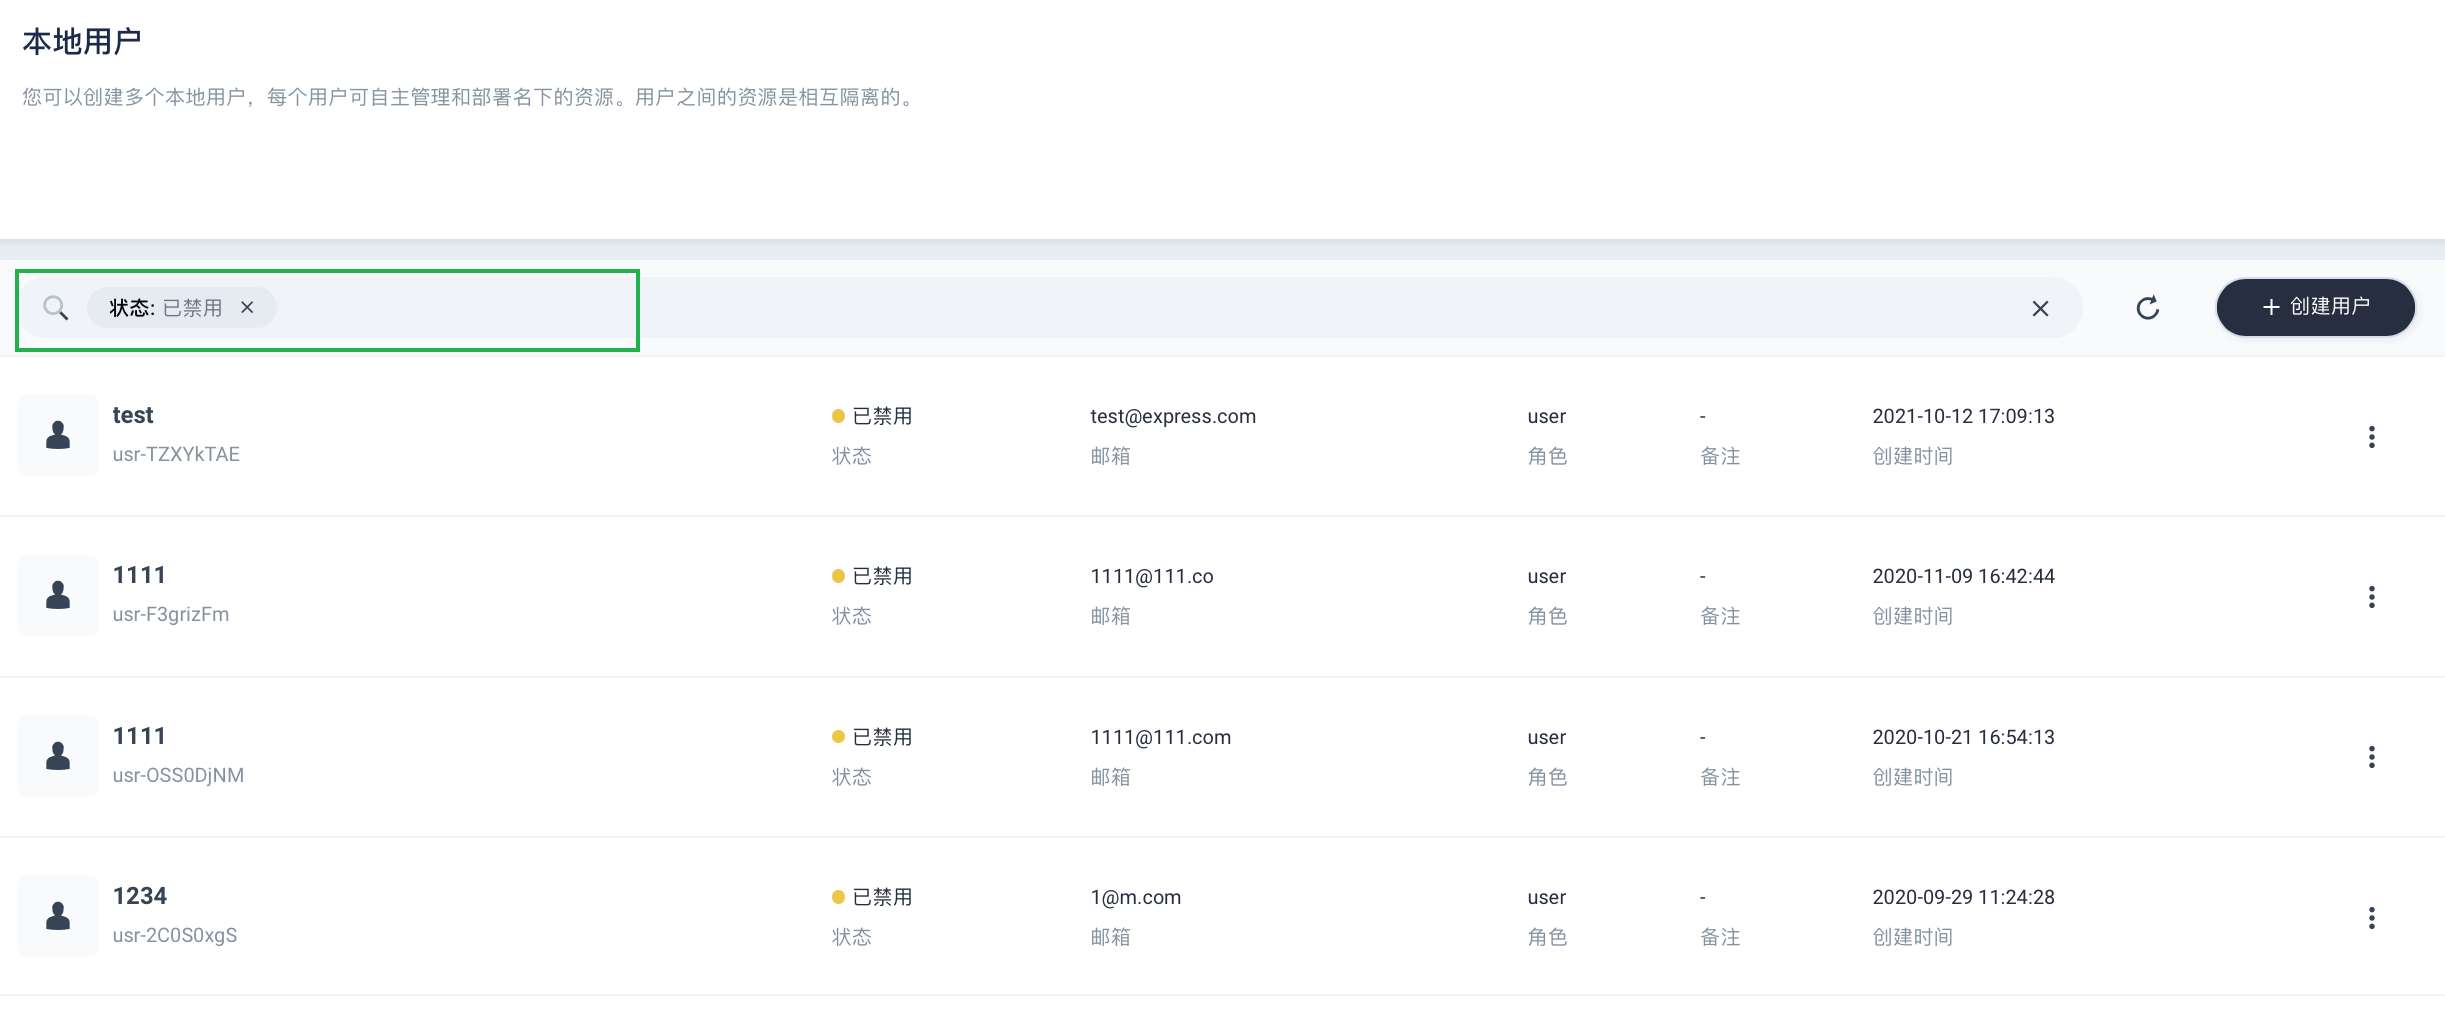 本地用户
您可以创建多个本地用户，每个用户可自主管理和部署名下的资源。用户之间的资源是相互隔离的。
状态: 已禁用
创建用户
test 已禁用 test@express.com user - 2021-10-12 17:09:13
usr-TZXYkTAE 状态 邮箱 角色 备注 创建时间
1111 已禁用 1111@111.co user - 2020-11-09 16:42:44
usr-F3grizFm 状态 邮箱 角色 备注 创建时间
1111 已禁用 1111@111.com user - 2020-10-21 16:54:13
usr-OSS0DjNM 状态 邮箱 角色 备注 创建时间
1234 已禁用 1@m.com user - 2020-09-29 11:24:28
usr-2C0S0xgS 状态 邮箱 角色 备注 创建时间